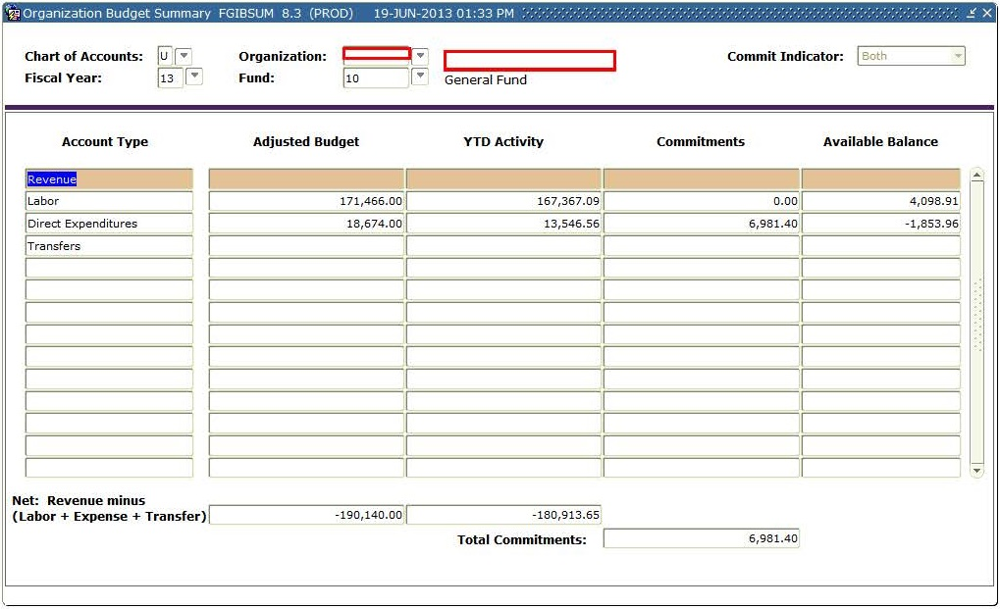 Organization Budget Summary FGIBSUM 8.3 (PROD) 19-JUN-2013 01:33 PM
Chart of Accounts: U Organization: Commit Indicator: Both
Fiscal Year: 13 Fund: 10 General Fund
Account Type Adjusted Budget YTD Activity Commitments Available Balance
Revenue
Labor 171,466.00 167,367.09 0.00 4,098.91
Direct Expenditures 18,674.00 13,546.56 6,981.40 -1,853.96
Transfers
Net: Revenue minus
(Labor + Expense + Transfer) -190,140.00 -180,913.65
Total Commitments: 6,981.40